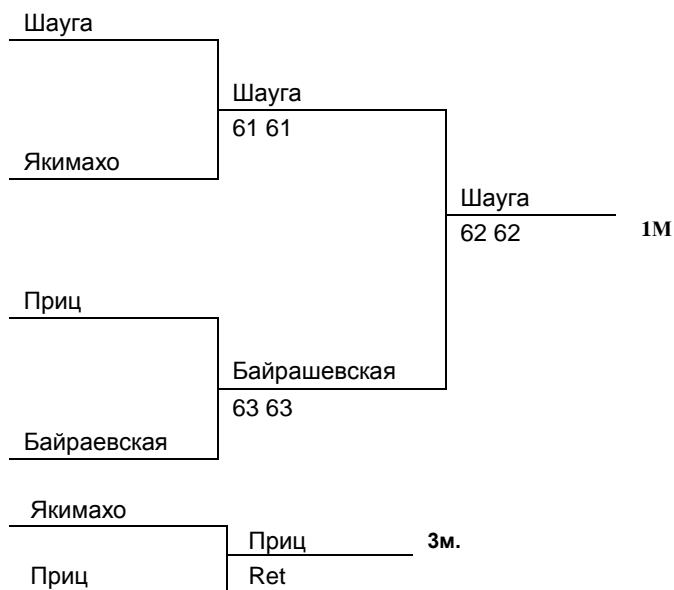 Шауга
Шауга
61 61
Якимахо
Шауга
62 62
1М
Приц
Байрашевская
63 63
Байраевская
Якимахо
Приц
3м.
Приц
Ret